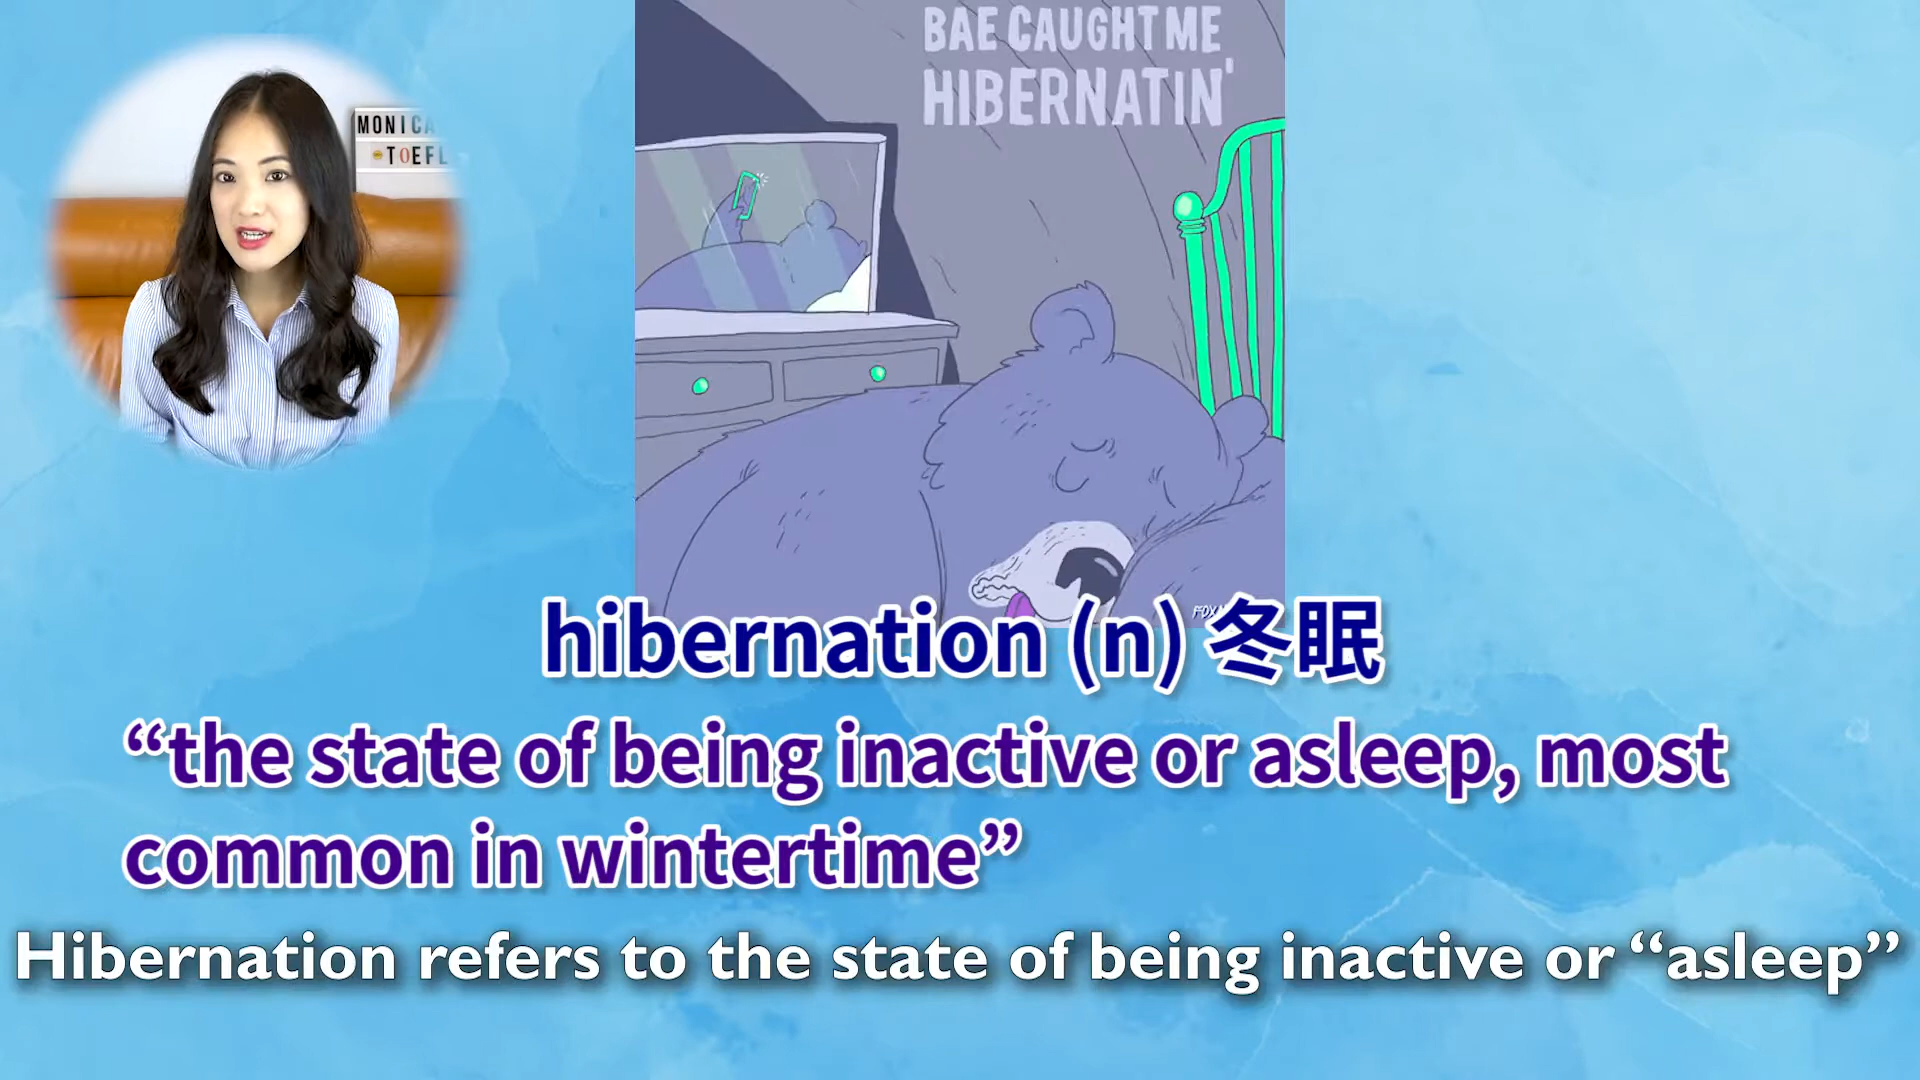 BAE CAUGHT ME
HIBERNATIN'
MONICA
TOEFL
hibernation (n) 冬眠
“the state of being inactive or asleep, most
common in wintertime”
Hibernation refers to the state of being inactive or “asleep”